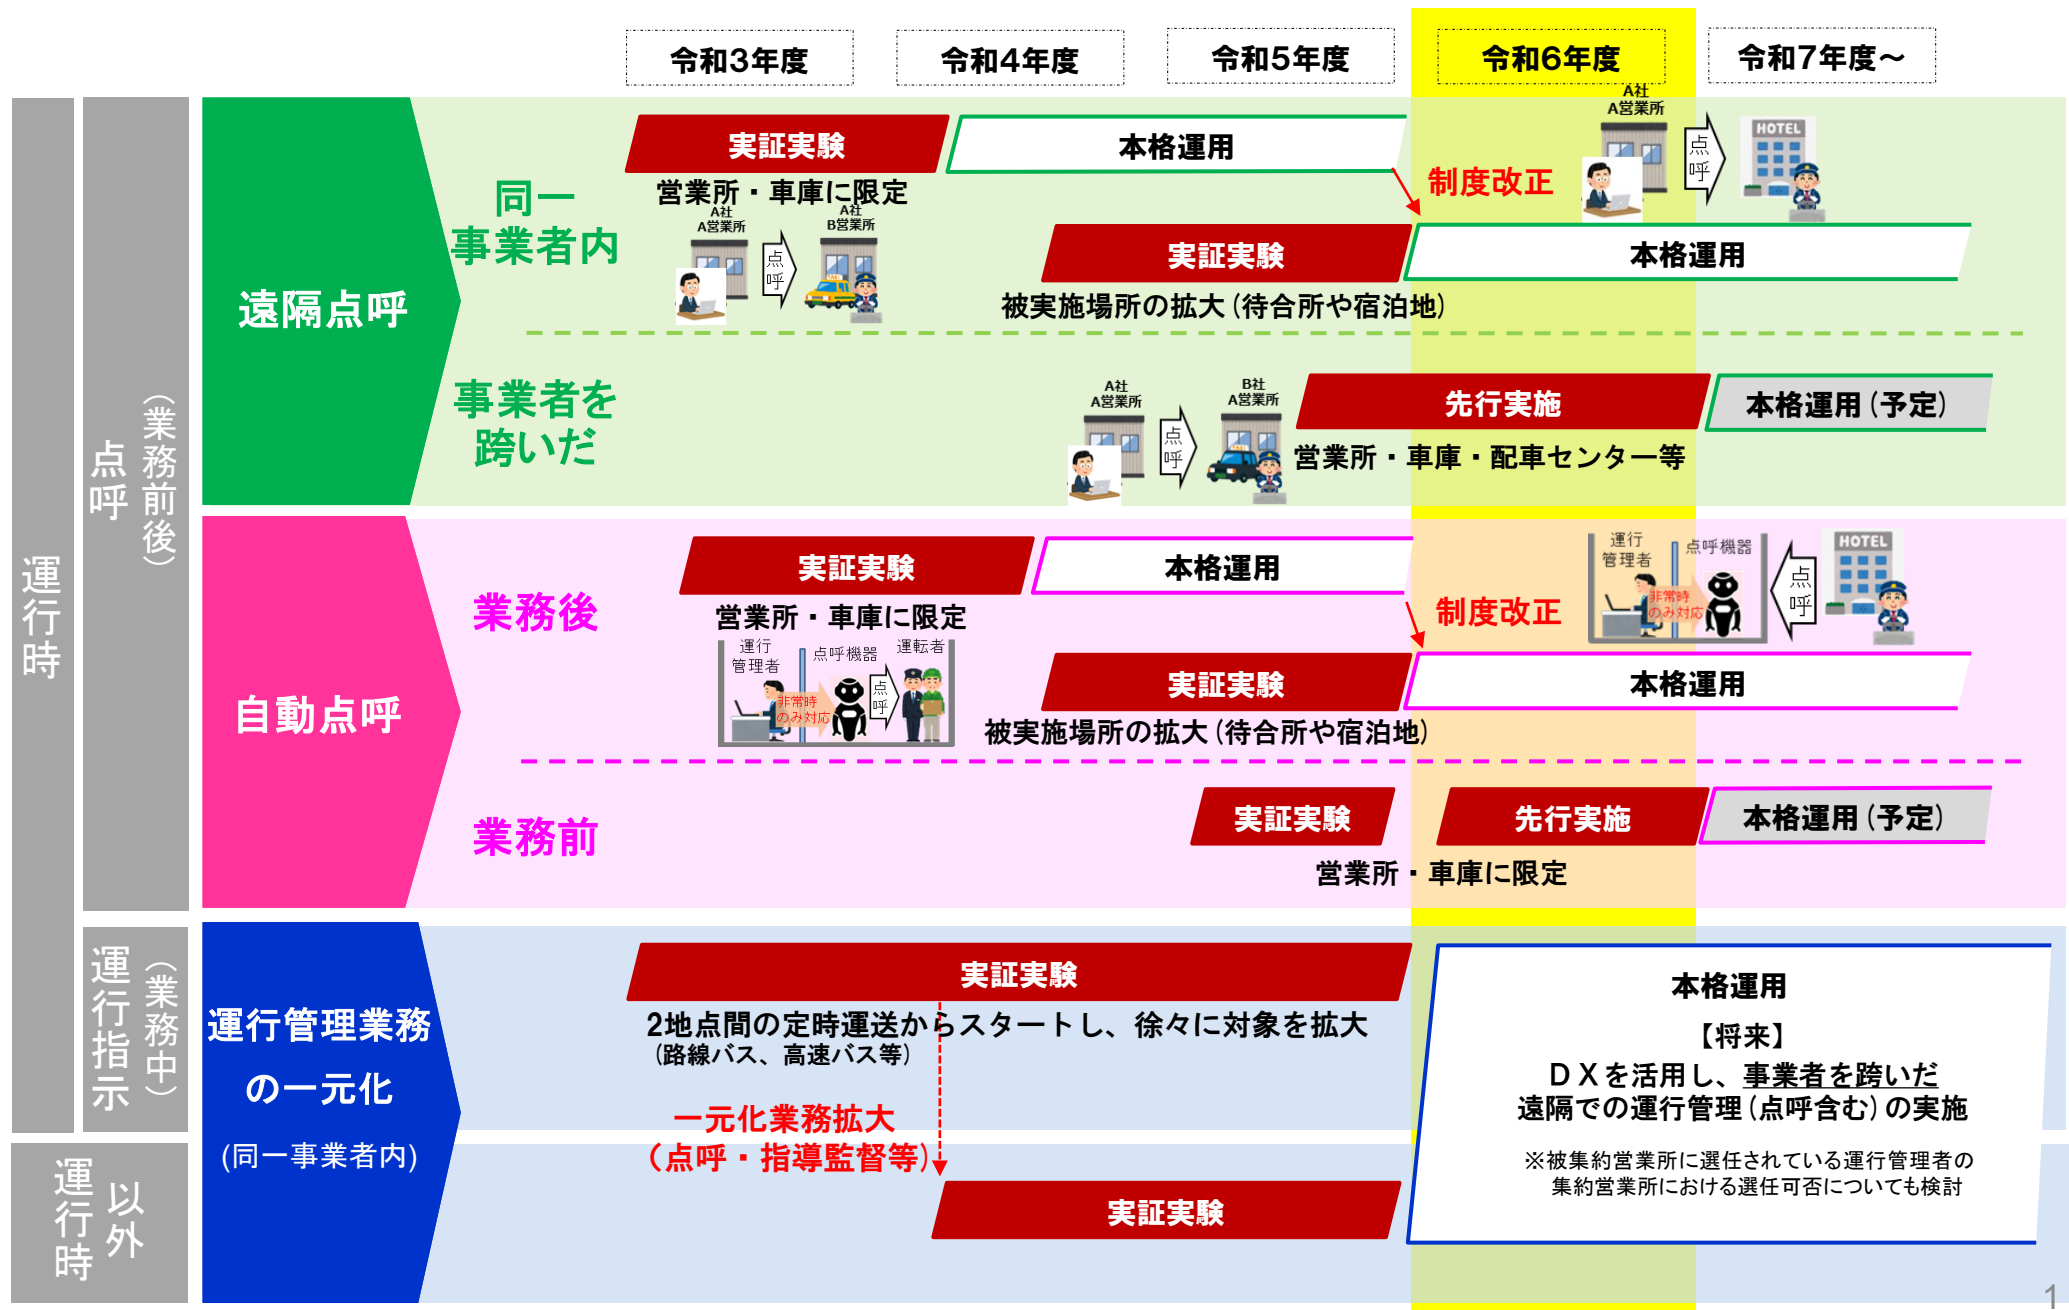 令和3年度
令和4年度
令和5年度
令和6年度
令和7年度～
運行時
点呼
（業務前後）
遠隔点呼
同一
事業者内
実証実験
本格運用
営業所・車庫に限定
A社
A営業所
点呼
A社
B営業所
制度改正
A社
A営業所
点呼
HOTEL
実証実験
本格運用
被実施場所の拡大（待合所や宿泊地）
事業者を
跨いだ
A社
A営業所
点呼
B社
A営業所
TAXI
先行実施
本格運用（予定）
営業所・車庫・配車センター等
自動点呼
業務後
実証実験
本格運用
営業所・車庫に限定
運行
管理者
点呼機器
運転者
非常時
のみ対応
点呼
制度改正
運行
管理者
点呼機器
非常時
のみ対応
点呼
HOTEL
実証実験
本格運用
被実施場所の拡大（待合所や宿泊地）
業務前
実証実験
先行実施
本格運用（予定）
営業所・車庫に限定
運行指示
（業務中）
運行管理業務
の一元化
(同一事業者内)
実証実験
2地点間の定時運送からスタートし、徐々に対象を拡大
（路線バス、高速バス等）
一元化業務拡大
（点呼・指導監督等）
実証実験
本格運用
【将来】
ＤＸを活用し、事業者を跨いだ
遠隔での運行管理（点呼含む）の実施
※被集約営業所に選任されている運行管理者の
集約営業所における選任可否についても検討
運行時
以外
1